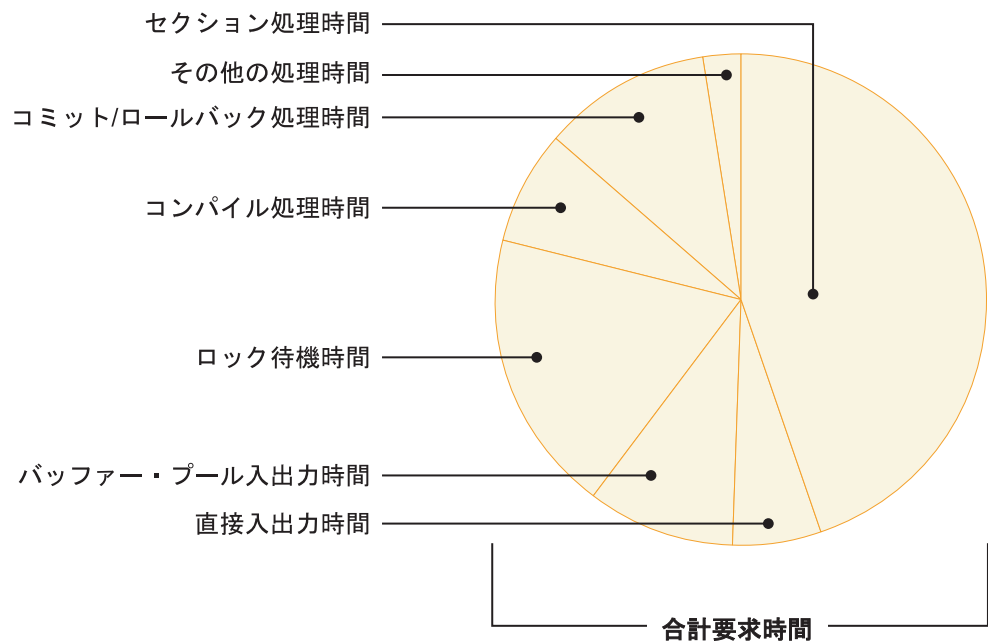 セクション処理時間
その他の処理時間
コミット/ロールバック処理時間
コンパイル処理時間
ロック待機時間
バッファー・プール入出力時間
直接入出力時間
合計要求時間